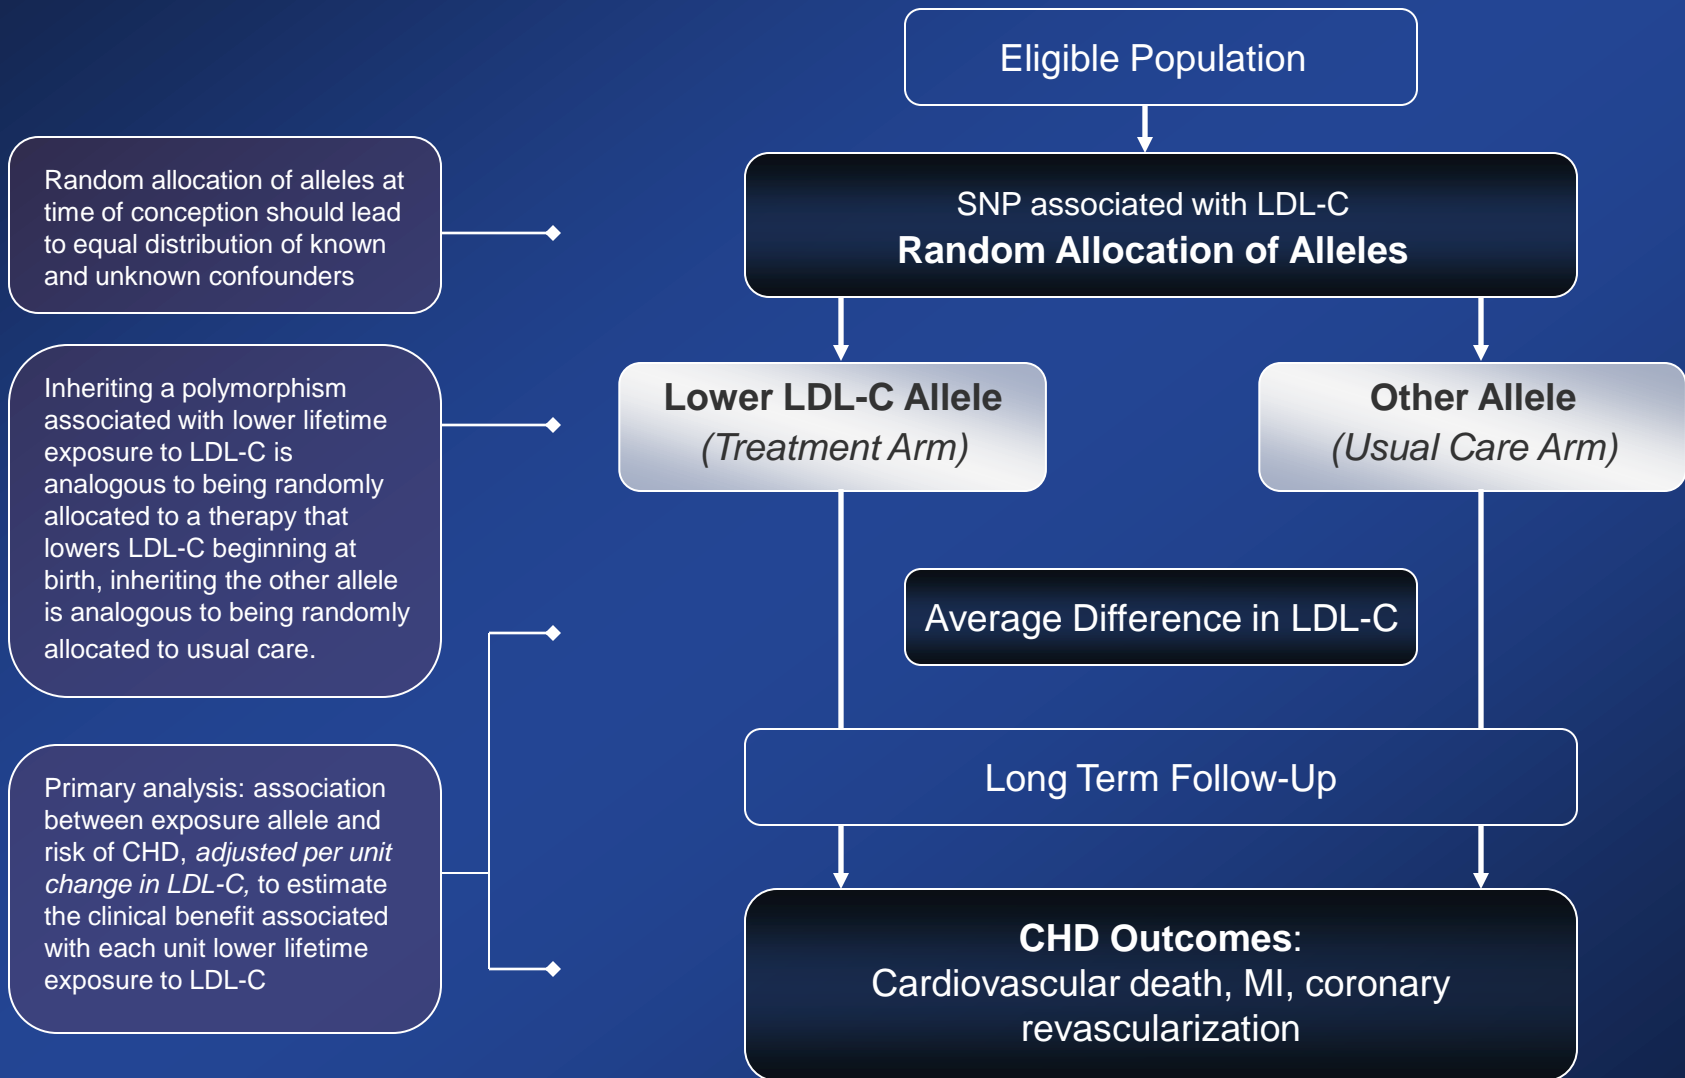 Eligible Population
Random allocation of alleles at
time of conception should lead
to equal distribution of known
and unknown confounders
SNP associated with LDL-C
Random Allocation of Alleles
Inheriting a polymorphism
associated with lower lifetime
exposure to LDL-C is
analogous to being randomly
allocated to a therapy that
lowers LDL-C beginning at
birth, inheriting the other allele
is analogous to being randomly
allocated to usual care.
Lower LDL-C Allele
(Treatment Arm)
Other Allele
(Usual Care Arm)
Average Difference in LDL-C
Long Term Follow-Up
Primary analysis: association
between exposure allele and
risk of CHD, adjusted per unit
change in LDL-C, to estimate
the clinical benefit associated
with each unit lower lifetime
exposure to LDL-C
CHD Outcomes:
Cardiovascular death, MI, coronary
revascularization